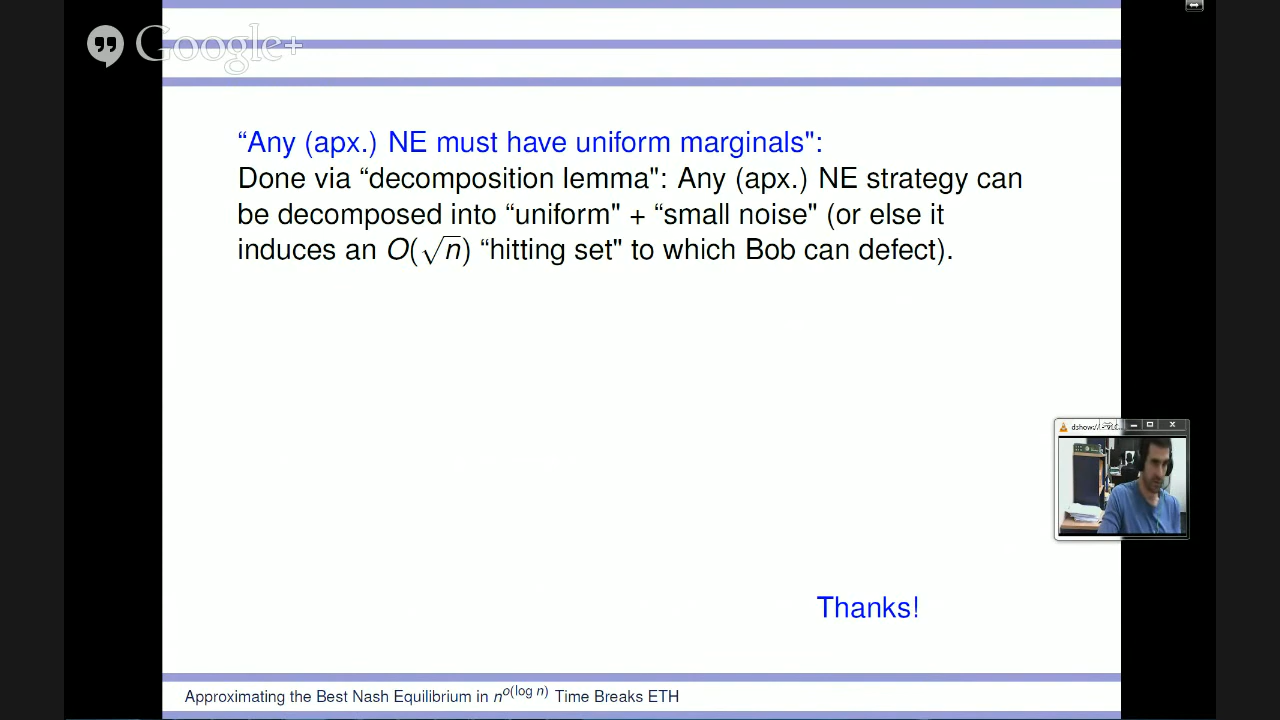 Google+
“Any (apx.) NE must have uniform marginals":
Done via “decomposition lemma": Any (apx.) NE strategy can
be decomposed into “uniform" + “small noise" (or else it
induces an O(√n) “hitting set" to which Bob can defect).
Thanks!
Approximating the Best Nash Equilibrium in n^o(log n) Time Breaks ETH